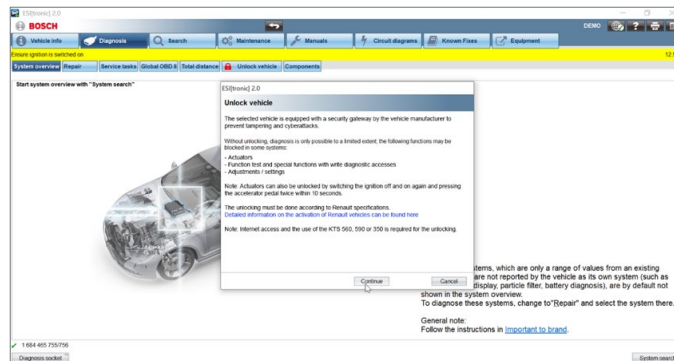 ESI[tronic] 2.0
BOSCH
DEMO
Vehicle info
Diagnosis
Search
Maintenance
Manuals
Circuit diagrams
Known Fixes
Equipment
Ensure ignition is switched on
System overview
Repair
Service tasks
Global OBD II
Total distance
Unlock vehicle
Components
Start system overview with "System search"
ESI[tronic] 2.0
Unlock vehicle
The selected vehicle is equipped with a security gateway by the vehicle manufacturer to
prevent tampering and cyberattacks.
Without unlocking, diagnosis is only possible to a limited extent, the following functions may be
blocked in some systems:
- Actuators
- Function test and special functions with write diagnostic accesses
- Adjustments / settings
Note: Actuators can also be unlocked by switching the ignition off and on again and pressing
the accelerator pedal twice within 10 seconds.
The unlocking must be done according to Renault specifications.
Detailed information on the activation of Renault vehicles can be found here
Note: Internet access and the use of the KTS 560, 590 or 350 is required for the unlocking.
Continue
Cancel
which are only a range of values from an existing
are not reported by the vehicle as its own system (such as
display, particle filter, battery diagnosis), are by default not
shown in the system overview.
To diagnose these systems, change to "Repair" and select the system there.
General note:
Follow the instructions in Important to brand.
1 684 465 755/756
Diagnosis socket
System search